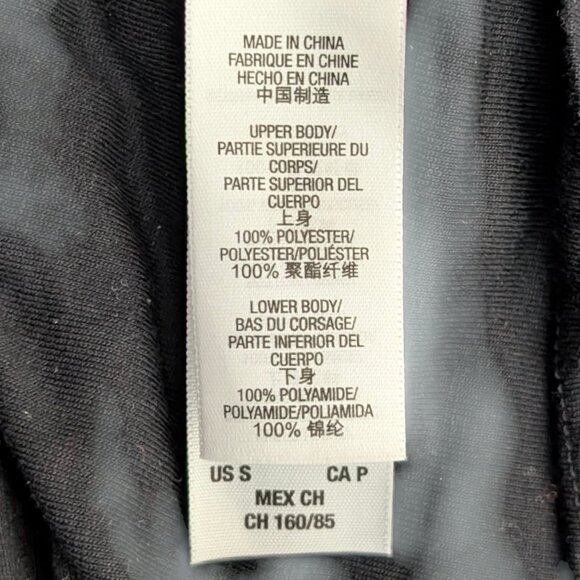 MADE IN CHINA
FABRIQUE EN CHINE
HECHO EN CHINA
中国制造
UPPER BODY/
PARTIE SUPERIEURE DU
CORPS/
PARTE SUPERIOR DEL
CUERPO
上身
100% POLYESTER/
POLYESTER/POLIÉSTER
100% 聚酯纤维
LOWER BODY/
BAS DU CORSAGE/
PARTE INFERIOR DEL
CUERPO
下身
100% POLYAMIDE/
POLYAMIDE/POLIAMIDA
100% 锦纶
US S CA P
MEX CH
CH 160/85